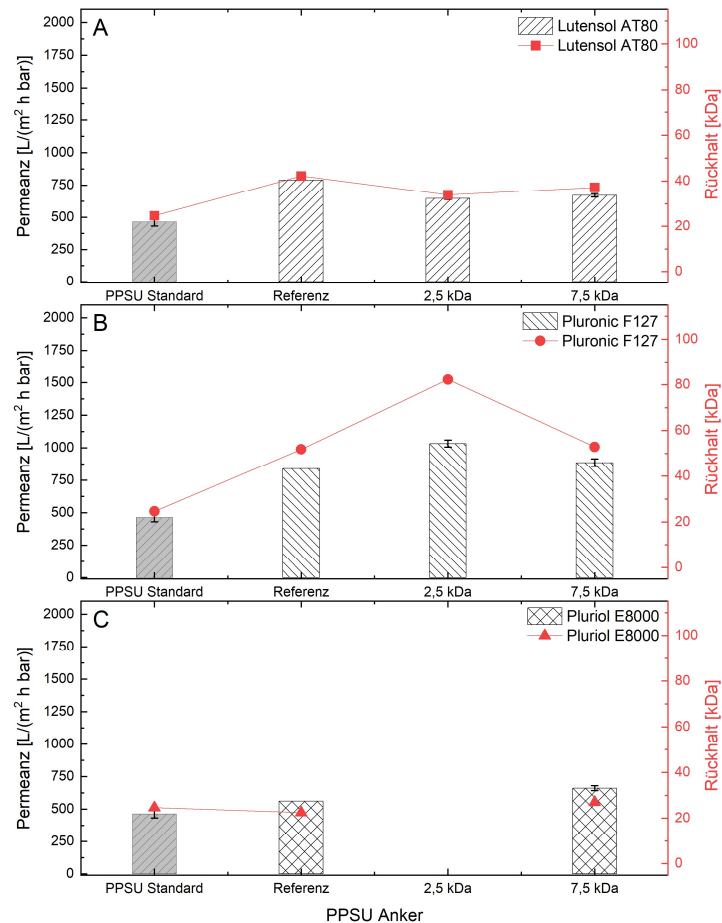 A
Lutensol AT80
Lutensol AT80
Permeanz [L/(m² h bar)]
2000
1750
1500
1250
1000
750
500
250
0
Rückhalt [kDa]
100
80
60
40
20
0
PPSU Standard Referenz 2,5 kDa 7,5 kDa
B
Pluronic F127
Pluronic F127
Permeanz [L/(m² h bar)]
2000
1750
1500
1250
1000
750
500
250
0
Rückhalt [kDa]
100
80
60
40
20
0
PPSU Standard Referenz 2,5 kDa 7,5 kDa
C
Pluriol E8000
Pluriol E8000
Permeanz [L/(m² h bar)]
2000
1750
1500
1250
1000
750
500
250
0
Rückhalt [kDa]
100
80
60
40
20
0
PPSU Standard Referenz 2,5 kDa 7,5 kDa
PPSU Anker